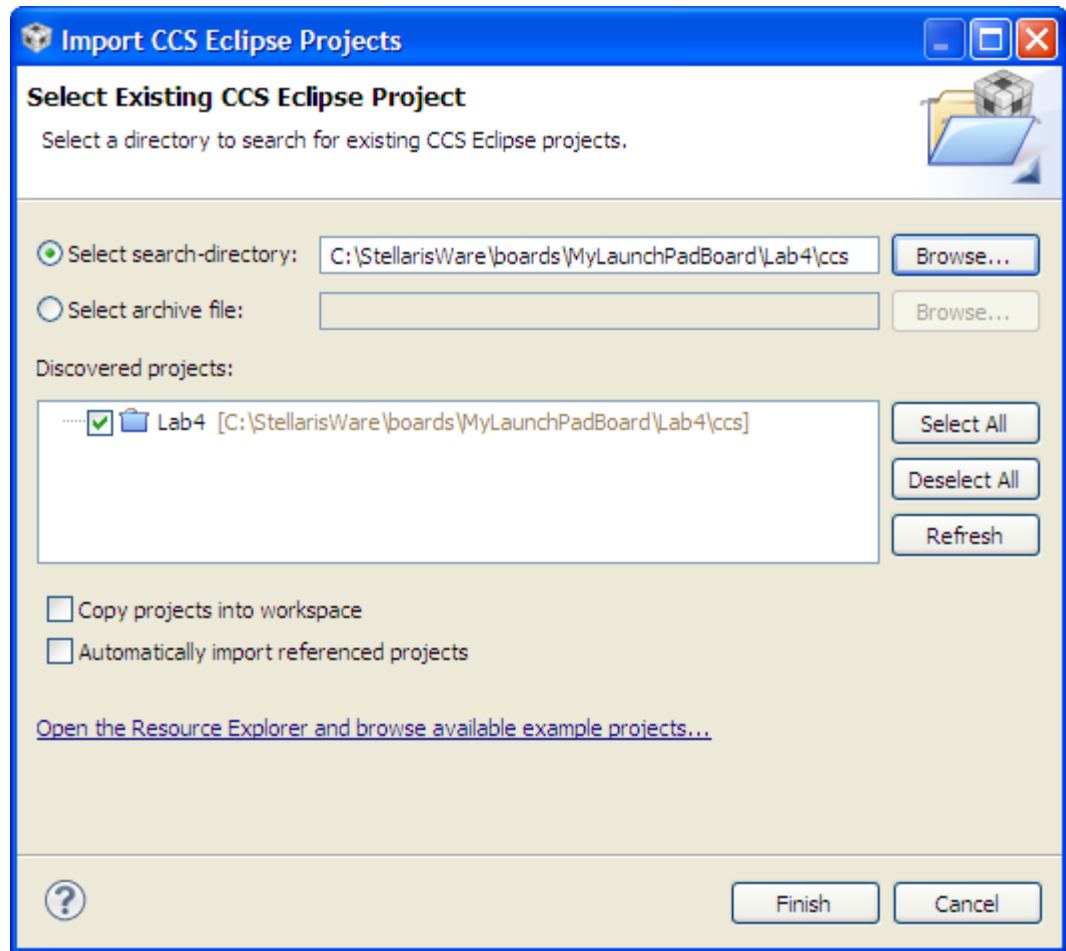 Import CCS Eclipse Projects
Select Existing CCS Eclipse Project
Select a directory to search for existing CCS Eclipse projects.
Select search-directory: C:\StellarisWare\boards\MyLaunchPadBoard\Lab4\ccs Browse...
Select archive file: Browse...
Discovered projects:
Lab4 [C:\StellarisWare\boards\MyLaunchPadBoard\Lab4\ccs] Select All
Deselect All
Refresh
Copy projects into workspace
Automatically import referenced projects
Open the Resource Explorer and browse available example projects...
? Finish Cancel